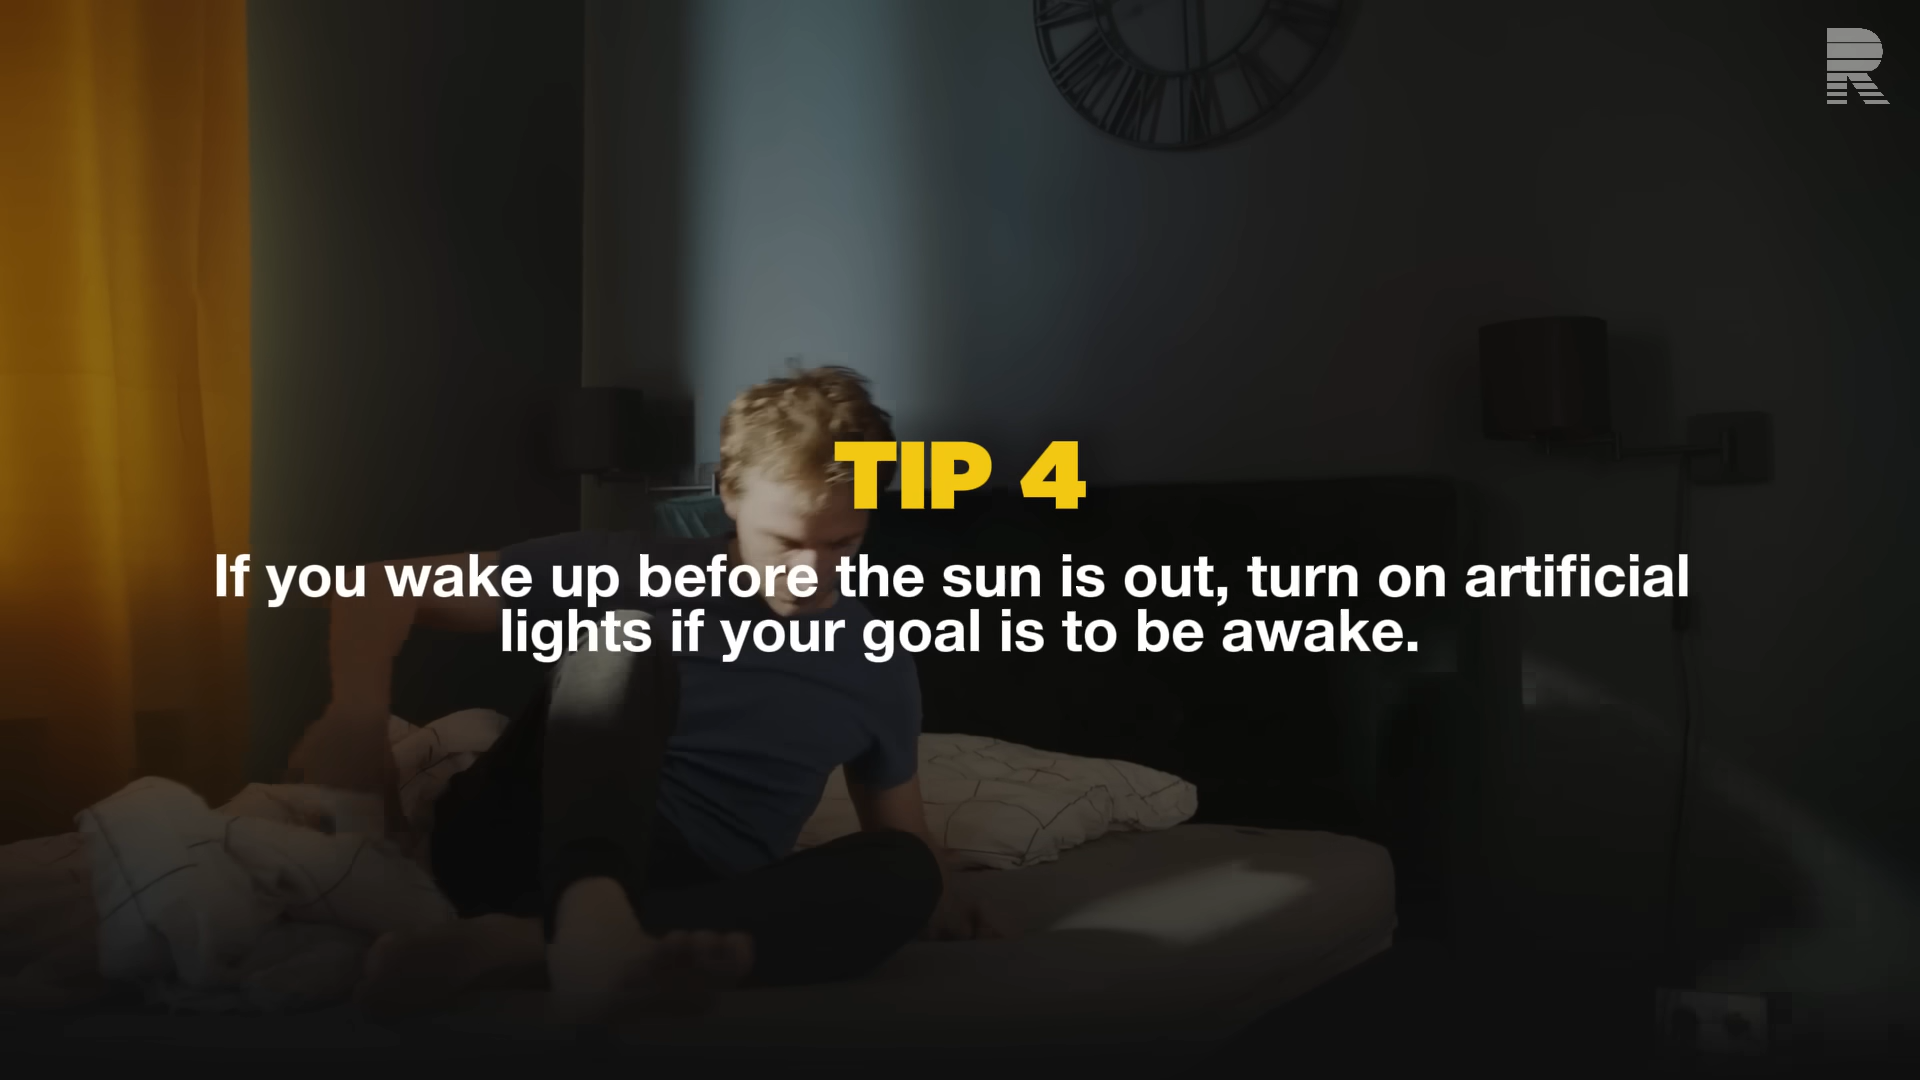 R
TIP 4
If you wake up before the sun is out, turn on artificial
lights if your goal is to be awake.